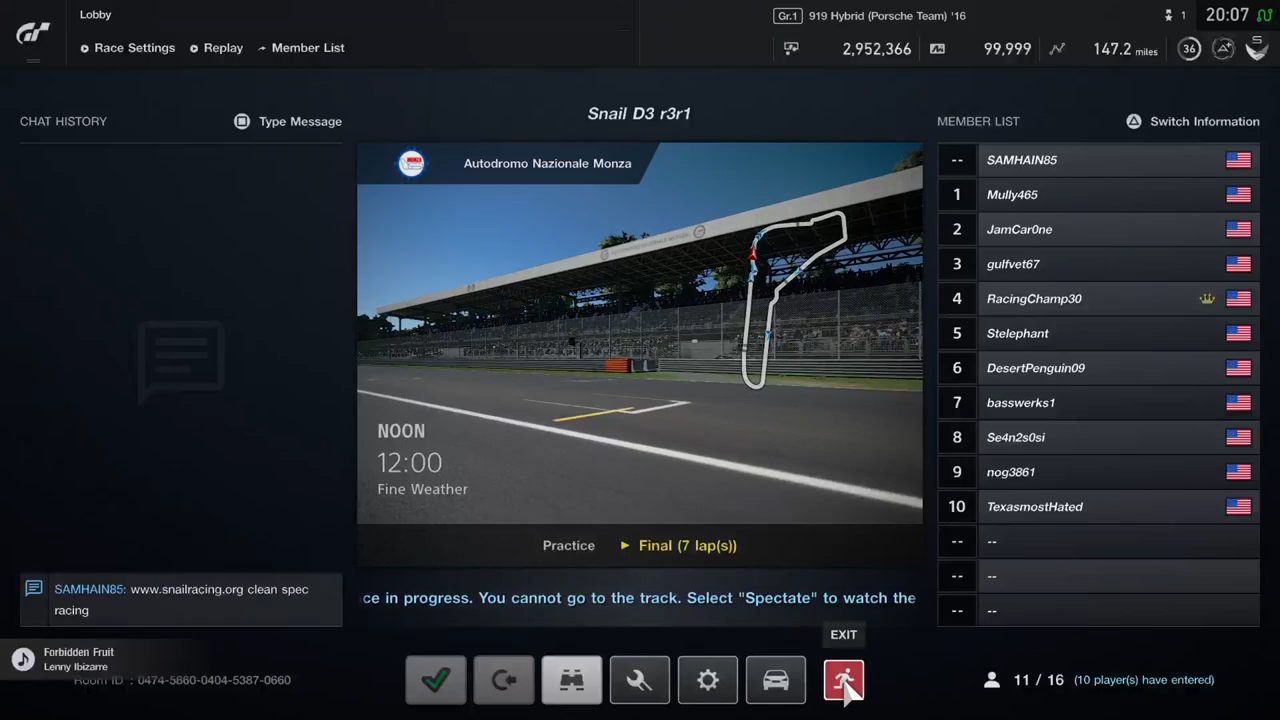 Lobby
Gr.1 919 Hybrid (Porsche Team) '16
1 20:07
Race Settings Replay Member List
2,952,366 99,999 147.2 miles 36 S
Snail D3 r3r1
CHAT HISTORY Type Message
MEMBER LIST Switch Information
Autodromo Nazionale Monza
-- SAMHAIN85
1 Mully465
2 JamCar0ne
3 gulfvet67
4 RacingChamp30
5 Stelephant
6 DesertPenguin09
7 basswerks1
8 Se4n2s0si
9 nog3861
10 TexasmostHated
-- --
-- --
-- --
NOON
12:00
Fine Weather
Practice Final (7 lap(s))
SAMHAIN85: www.snailracing.org clean spec
racing
ce in progress. You cannot go to the track. Select "Spectate" to watch the
EXIT
Forbidden Fruit
Lenny Ibizarre
Room ID : 0474-5860-0404-5387-0660
11 / 16 (10 player(s) have entered)